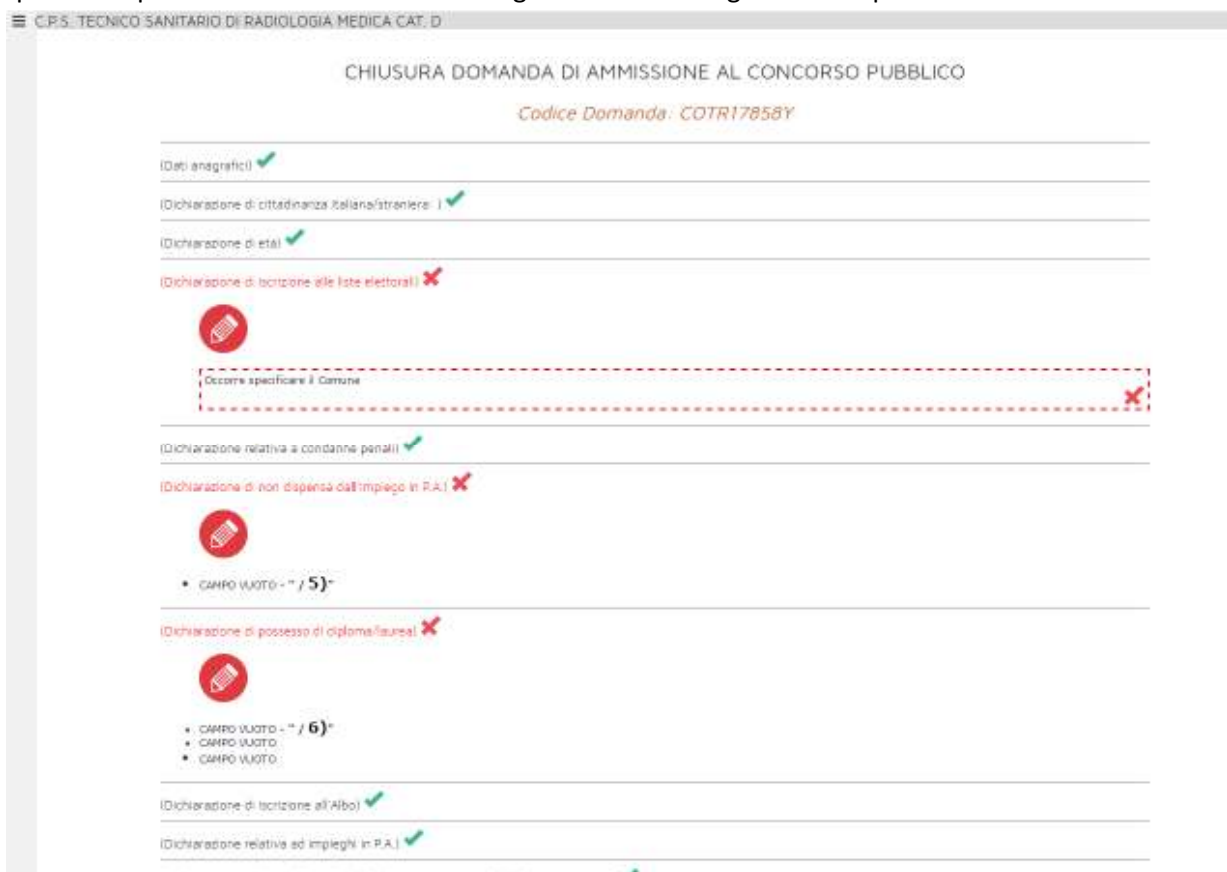 C.P.S. TECNICO SANITARIO DI RADIOLOGIA MEDICA CAT. D
CHIUSURA DOMANDA DI AMMISSIONE AL CONCORSO PUBBLICO
Codice Domanda: COTR17858Y
(Dati anagrafici)
(Dichiarazione di cittadinanza italiana/straniera: )
(Dichiarazione di età)
(Dichiarazione di iscrizione alle liste elettorali)
Occorre specificare il Comune
(Dichiarazione relativa a condanne penali)
(Dichiarazione di non dispensa dall'impiego in P.A.)
• CAMPO VUOTO - " / 5)"
(Dichiarazione di possesso di diploma/laurea)
• CAMPO VUOTO - " / 6)"
• CAMPO VUOTO
• CAMPO VUOTO
(Dichiarazione di iscrizione all'Albo)
(Dichiarazione relativa ad impieghi in P.A.)